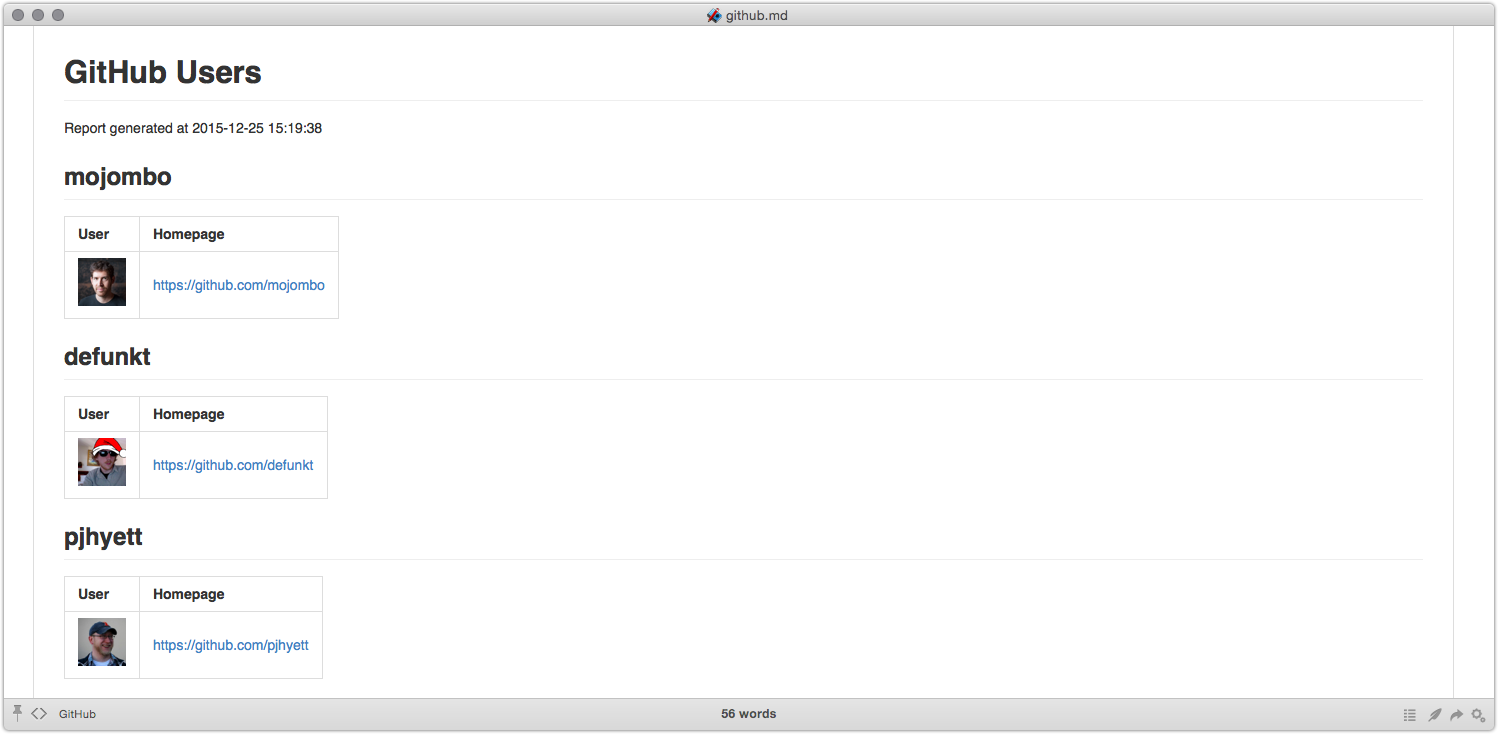 github.md
GitHub Users
Report generated at 2015-12-25 15:19:38
mojombo
User Homepage
https://github.com/mojombo
defunkt
User Homepage
https://github.com/defunkt
pjhyett
User Homepage
https://github.com/pjhyett
GitHub 56 words